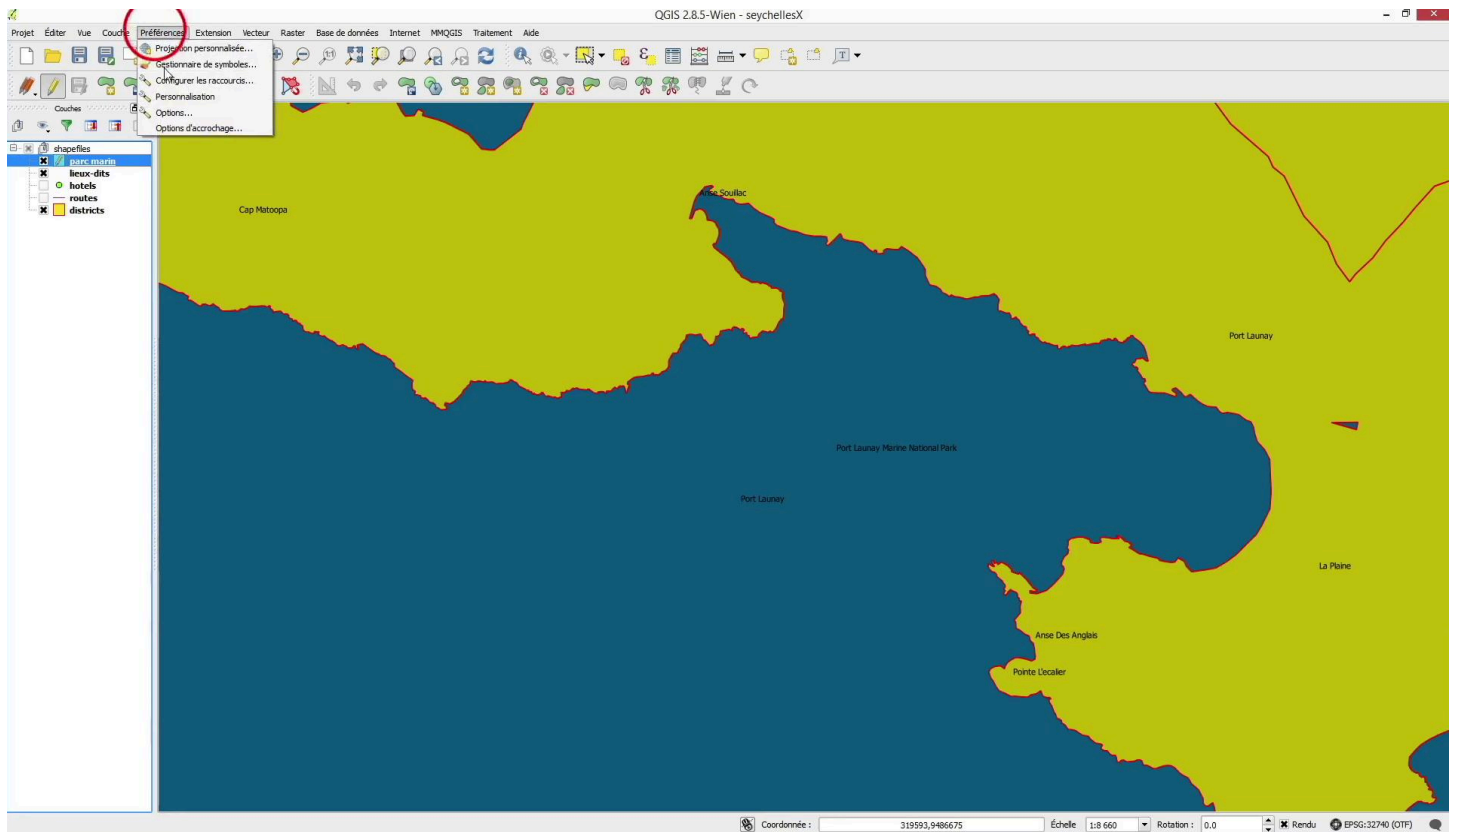 QGIS 2.8.5-Wien - seychellesX
Projet Éditer Vue Couche Préférences Extension Vecteur Raster Base de données Internet MMQGIS Traitement Aide
Projection personnalisée...
Gestionnaire de symboles...
Configurer les raccourcis...
Personnalisation
Options...
Options d'accrochage...
Couches
shapefiles
parc marin
lieux-dits
hotels
routes
districts
Anse Souillac
Cap Matoopa
Port Launay
Port Launay Marine National Park
Port Launay
La Plaine
Anse Des Anglais
Pointe L'ecalier
Coordonnée : 319593,9486675 Échelle 1:8 660 Rotation : 0.0 Rendu EPSG:32740 (OTF)